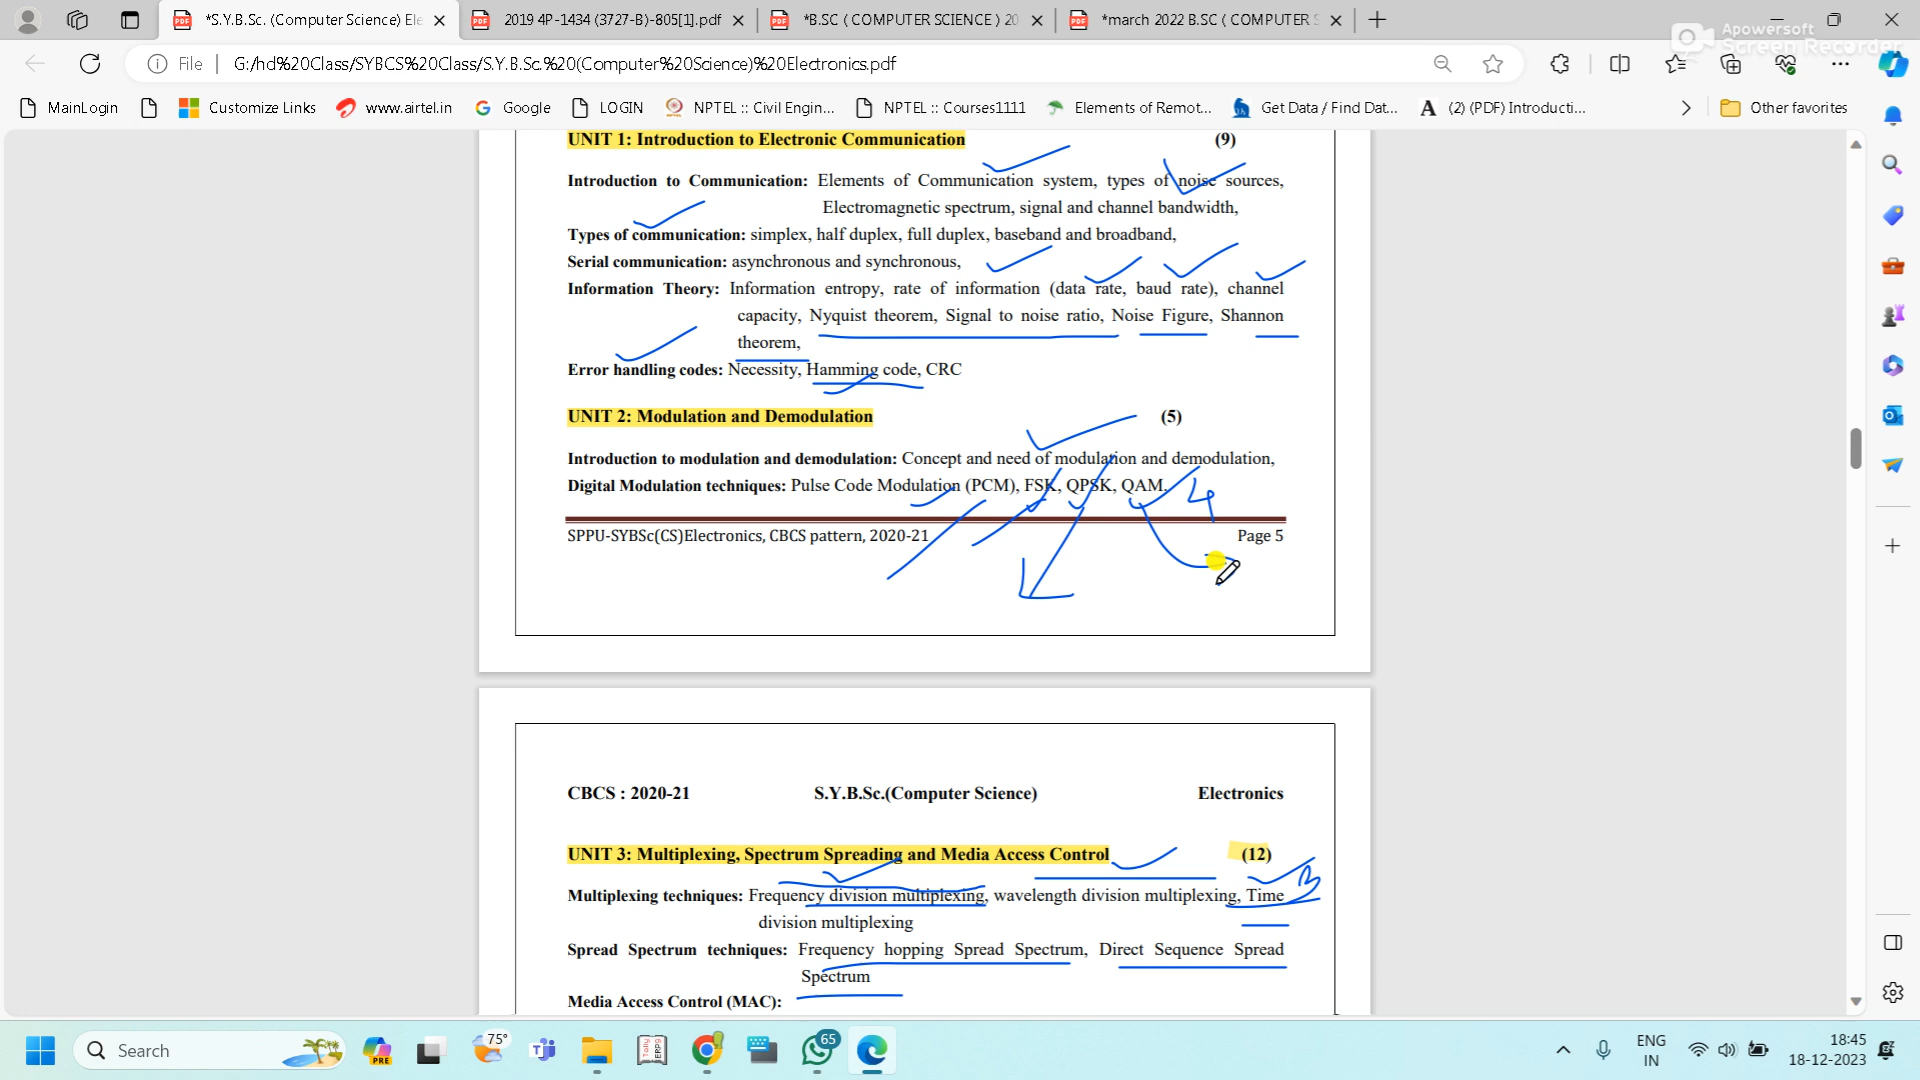 *S.Y.B.Sc. (Computer Science) Ele
2019 4P-1434 (3727-B)-805[1].pdf
*B.SC ( COMPUTER SCIENCE ) 20
*march 2022 B.SC ( COMPUTER S
Apowersoft
Screen Recorder
File
G:/hd%20Class/SYBCS%20Class/S.Y.B.Sc.%20(Computer%20Science)%20Electronics.pdf
MainLogin
Customize Links
www.airtel.in
Google
LOGIN
NPTEL :: Civil Engin...
NPTEL :: Courses1111
Elements of Remot...
Get Data / Find Dat...
(2) (PDF) Introducti...
Other favorites
UNIT 1: Introduction to Electronic Communication (9)
Introduction to Communication: Elements of Communication system, types of noise sources,
Electromagnetic spectrum, signal and channel bandwidth,
Types of communication: simplex, half duplex, full duplex, baseband and broadband,
Serial communication: asynchronous and synchronous,
Information Theory: Information entropy, rate of information (data rate, baud rate), channel
capacity, Nyquist theorem, Signal to noise ratio, Noise Figure, Shannon
theorem,
Error handling codes: Necessity, Hamming code, CRC
UNIT 2: Modulation and Demodulation (5)
Introduction to modulation and demodulation: Concept and need of modulation and demodulation,
Digital Modulation techniques: Pulse Code Modulation (PCM), FSK, QPSK, QAM.
4
SPPU-SYBSc(CS)Electronics, CBCS pattern, 2020-21 Page 5
CBCS : 2020-21 S.Y.B.Sc.(Computer Science) Electronics
UNIT 3: Multiplexing, Spectrum Spreading and Media Access Control (12)
Multiplexing techniques: Frequency division multiplexing, wavelength division multiplexing, Time
division multiplexing
Spread Spectrum techniques: Frequency hopping Spread Spectrum, Direct Sequence Spread
Spectrum
Media Access Control (MAC):
Search
PRE
75°
65
ENG
IN
18:45
18-12-2023